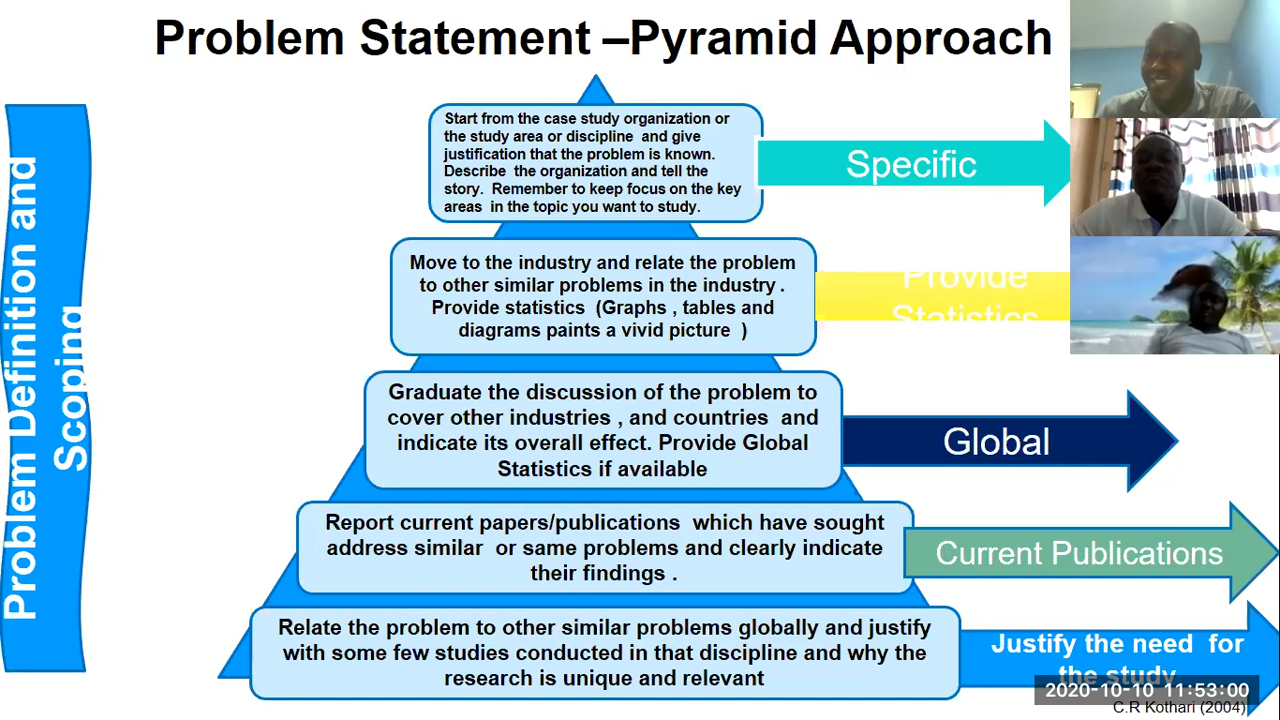 Problem Statement –Pyramid Approach
Problem Definition and
Scoping
Start from the case study organization or
the study area or discipline and give
justification that the problem is known.
Describe the organization and tell the
story. Remember to keep focus on the key
areas in the topic you want to study.
Specific
Move to the industry and relate the problem
to other similar problems in the industry .
Provide statistics (Graphs , tables and
diagrams paints a vivid picture )
Provide
Statistics
Graduate the discussion of the problem to
cover other industries , and countries and
indicate its overall effect. Provide Global
Statistics if available
Global
Report current papers/publications which have sought
address similar or same problems and clearly indicate
their findings .
Current Publications
Relate the problem to other similar problems globally and justify
with some few studies conducted in that discipline and why the
research is unique and relevant
Justify the need for
the study
2020-10-10 11:53:00
C.R Kothari (2004)